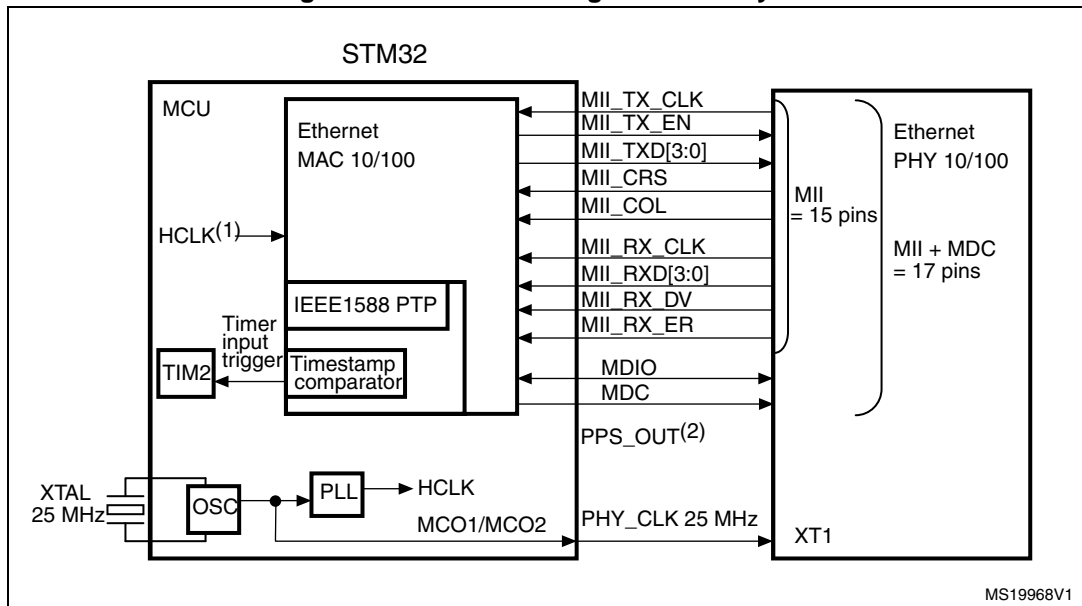 STM32
MCU
Ethernet
MAC 10/100
HCLK(1)
IEEE1588 PTP
Timer
input
trigger
TIM2
Timestamp
comparator
XTAL
25 MHz
OSC
PLL
HCLK
MCO1/MCO2
MII_TX_CLK
MII_TX_EN
MII_TXD[3:0]
MII_CRS
MII_COL
MII_RX_CLK
MII_RXD[3:0]
MII_RX_DV
MII_RX_ER
MDIO
MDC
PPS_OUT(2)
PHY_CLK 25 MHz
MII
= 15 pins
Ethernet
PHY 10/100
MII + MDC
= 17 pins
XT1
MS19968V1